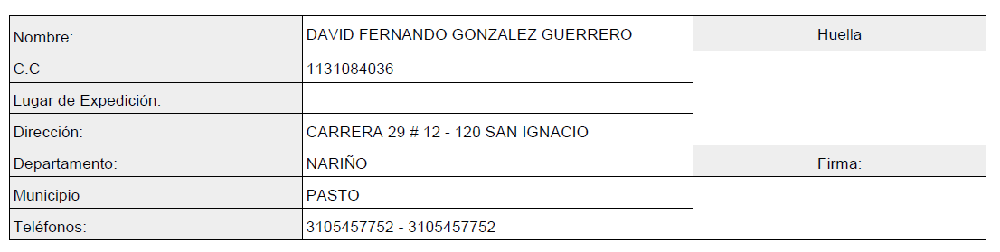 Nombre: DAVID FERNANDO GONZALEZ GUERRERO Huella
C.C 1131084036
Lugar de Expedición:
Dirección: CARRERA 29 # 12 - 120 SAN IGNACIO
Departamento: NARIÑO Firma:
Municipio PASTO
Teléfonos: 3105457752 - 3105457752